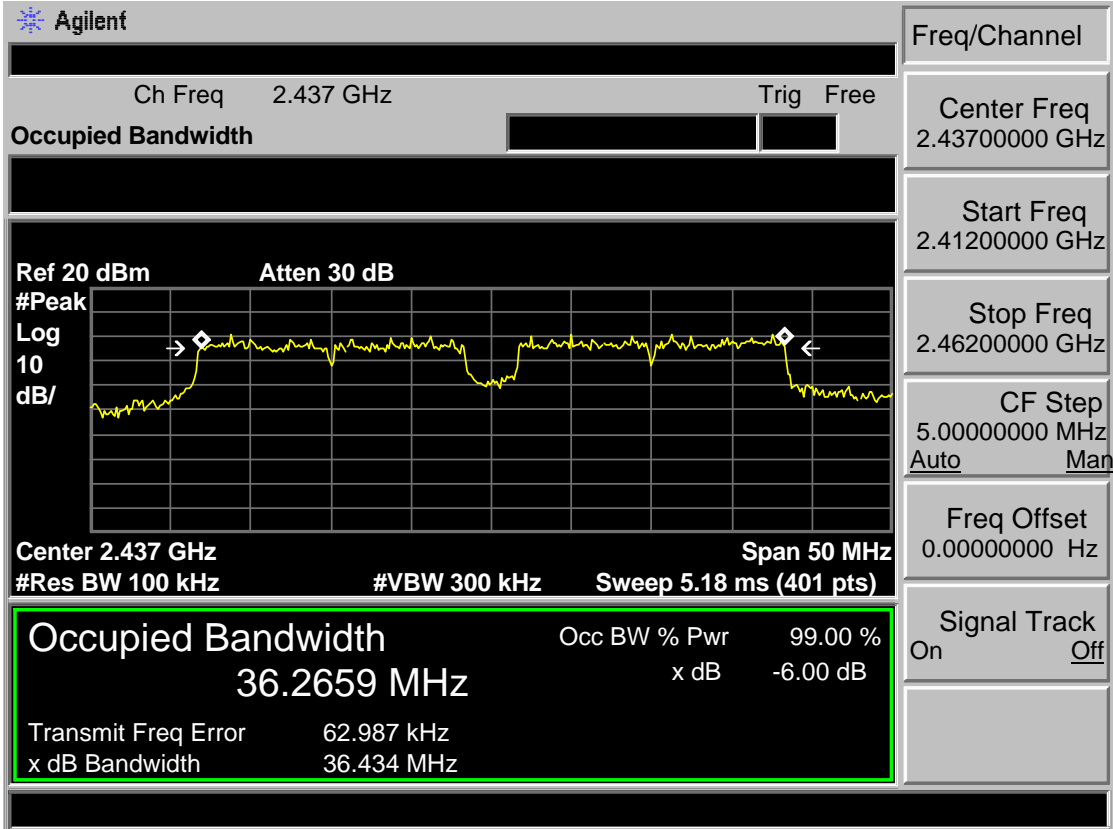 Agilent
Freq/Channel
Ch Freq 2.437 GHz Trig Free
Occupied Bandwidth
Center Freq
2.43700000 GHz
Start Freq
2.41200000 GHz
Stop Freq
2.46200000 GHz
CF Step
5.00000000 MHz
Auto Man
Freq Offset
0.00000000 Hz
Signal Track
On Off
Ref 20 dBm Atten 30 dB
#Peak
Log
10
dB/
Center 2.437 GHz Span 50 MHz
#Res BW 100 kHz #VBW 300 kHz Sweep 5.18 ms (401 pts)
Occupied Bandwidth Occ BW % Pwr 99.00 %
36.2659 MHz x dB -6.00 dB
Transmit Freq Error 62.987 kHz
x dB Bandwidth 36.434 MHz